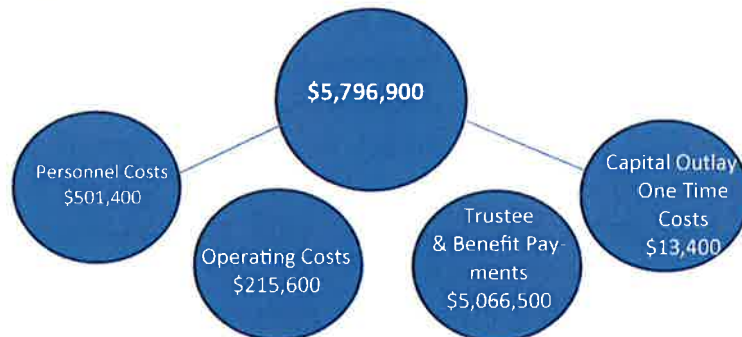 $5,796,900
Personnel Costs
$501,400
Operating Costs
$215,600
Trustee
& Benefit Pay-
ments
$5,066,500
Capital Outlay
One Time
Costs
$13,400